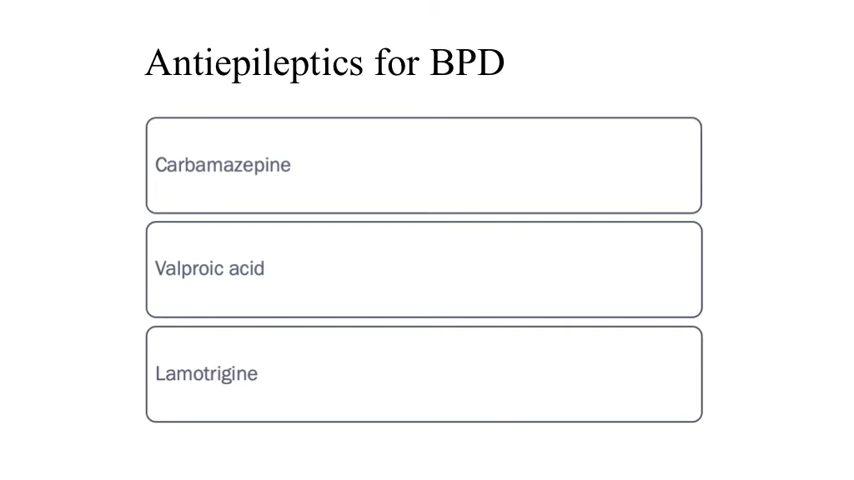 Antiepileptics for BPD
Carbamazepine
Valproic acid
Lamotrigine